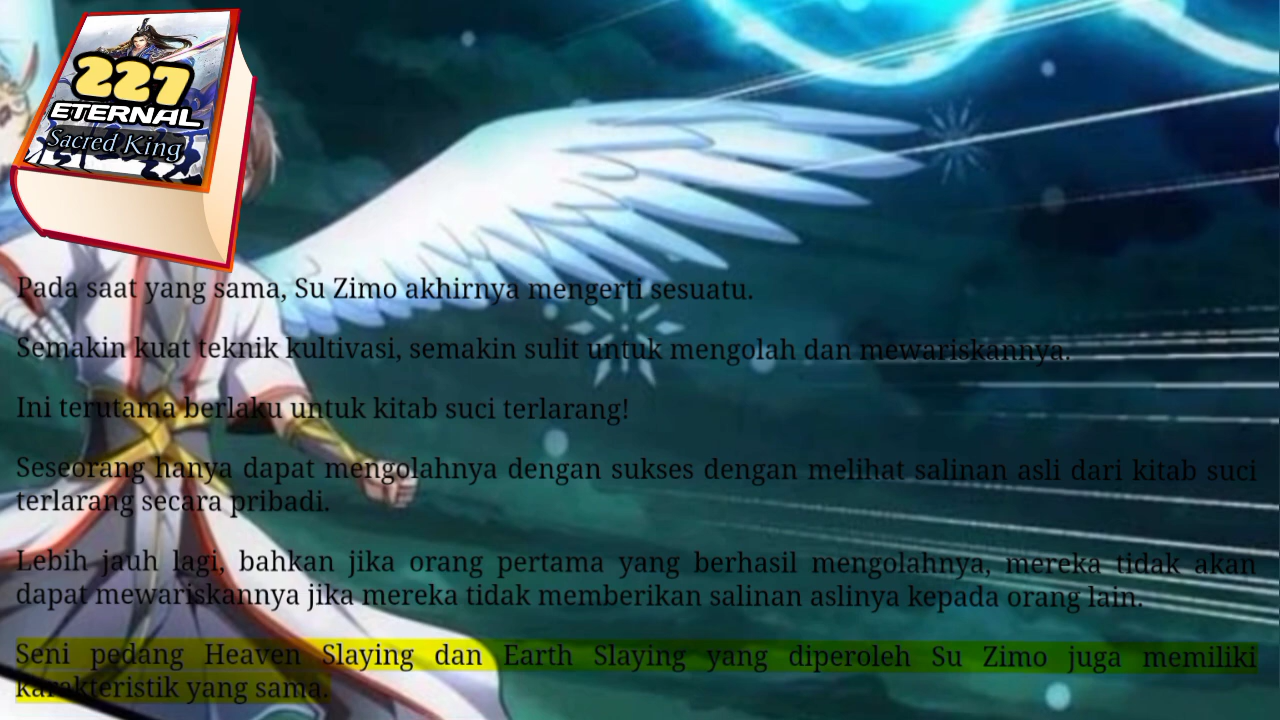 227
ETERNAL
Sacred King
Pada saat yang sama, Su Zimo akhirnya mengerti sesuatu.
Semakin kuat teknik kultivasi, semakin sulit untuk mengolah dan mewariskannya.
Ini terutama berlaku untuk kitab suci terlarang!
Seseorang hanya dapat mengolahnya dengan sukses dengan melihat salinan asli dari kitab suci
terlarang secara pribadi.
Lebih jauh lagi, bahkan jika orang pertama yang berhasil mengolahnya, mereka tidak akan
dapat mewariskannya jika mereka tidak memberikan salinan aslinya kepada orang lain.
Seni pedang Heaven Slaying dan Earth Slaying yang diperoleh Su Zimo juga memiliki
karakteristik yang sama.